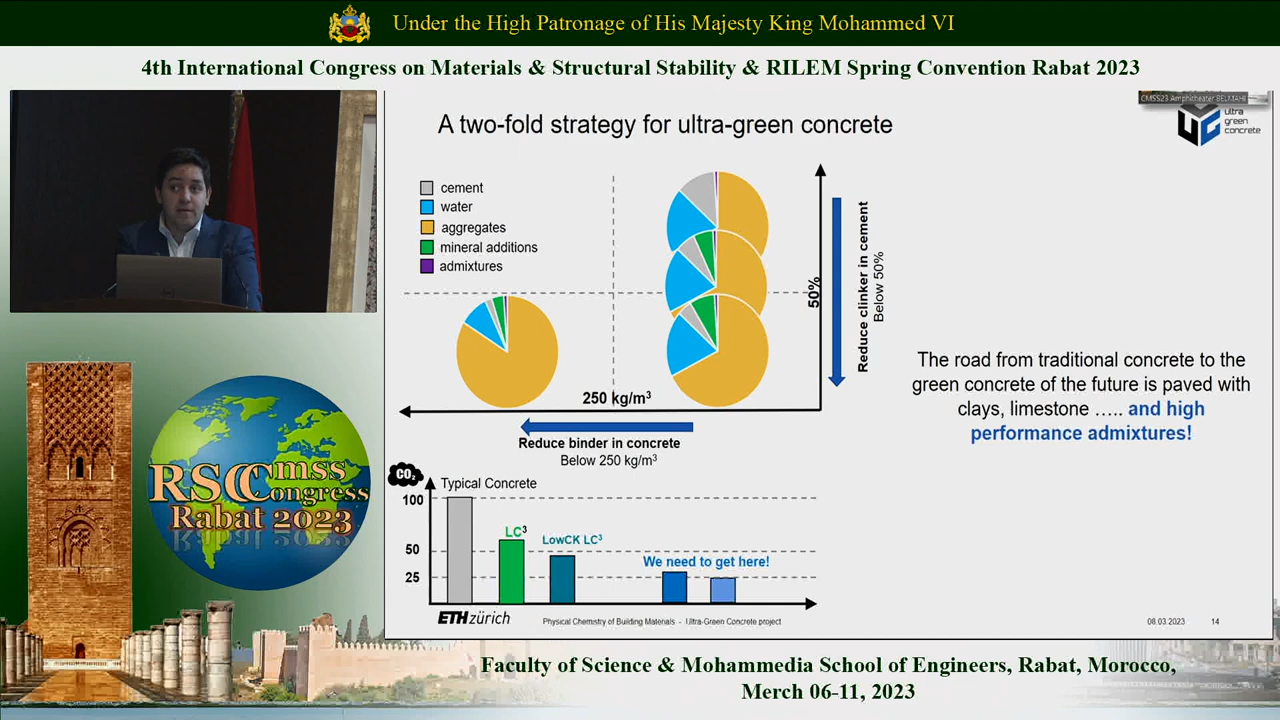 Under the High Patronage of His Majesty King Mohammed VI
4th International Congress on Materials & Structural Stability & RILEM Spring Convention Rabat 2023
CMSS23 Amphitheater BELMAHI
ultra
green
concrete
A two-fold strategy for ultra-green concrete
cement
water
aggregates
mineral additions
admixtures
50%
Reduce clinker in cement
Below 50%
250 kg/m³
Reduce binder in concrete
Below 250 kg/m³
The road from traditional concrete to the
green concrete of the future is paved with
clays, limestone ….. and high
performance admixtures!
CO₂
Typical Concrete
100
LC³
LowCK LC³
50
We need to get here!
25
ETH zürich
Physical Chemistry of Building Materials - Ultra-Green Concrete project
08.03.2023
14
RSC Cmss
Congress
Rabat 2023
Faculty of Science & Mohammedia School of Engineers, Rabat, Morocco,
Merch 06-11, 2023